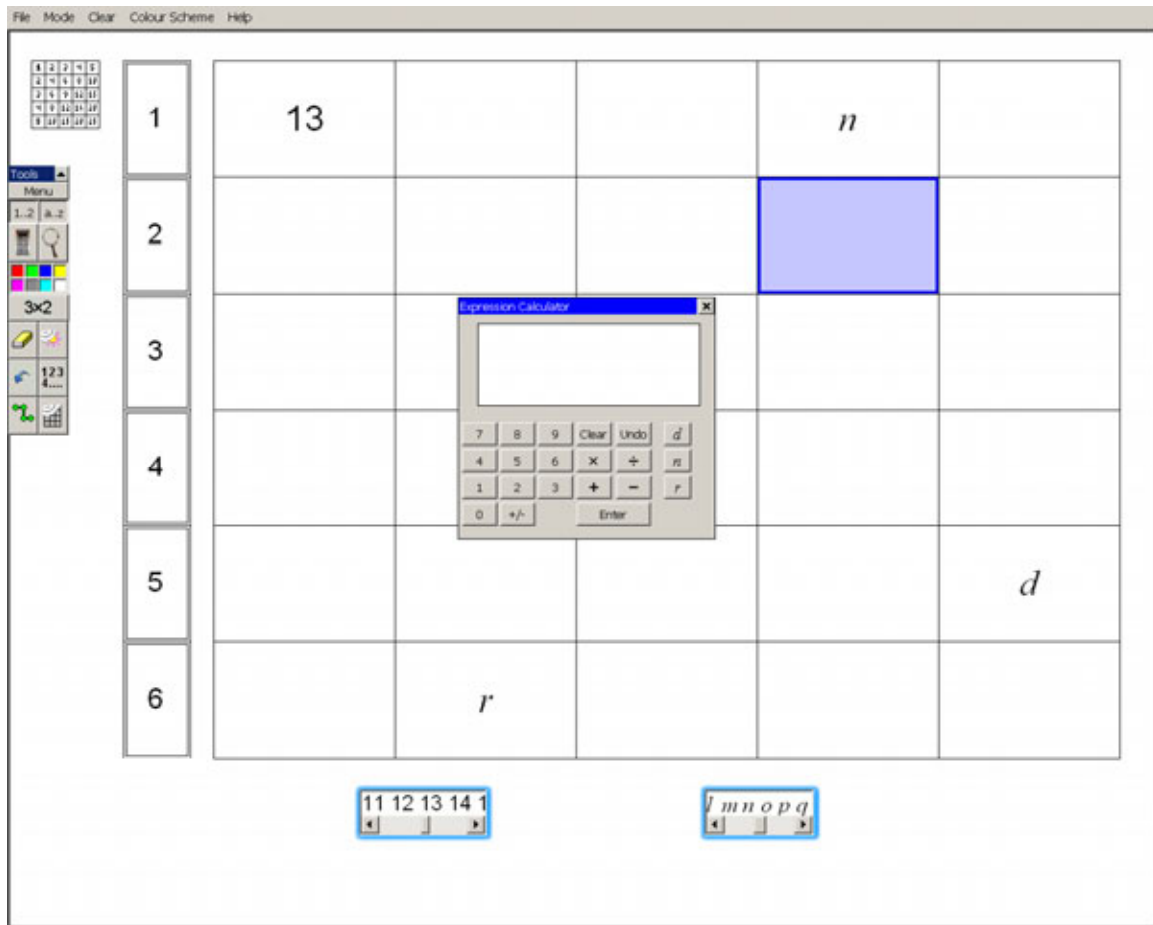 File Mode Clear Colour Scheme Help
1 13 n
Tools
Menu
1..2 a..z
2
3×2
3
Expression Calculator
123
4....
7 8 9 Clear Undo d
4 5 6 × ÷ n
1 2 3 + − r
0 +/- Enter
4
5 d
6 r
11 12 13 14 1
l m n o p q